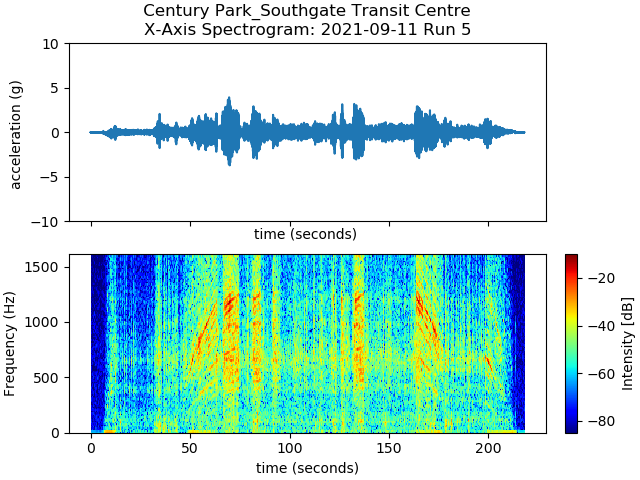 Century Park_Southgate Transit Centre
X-Axis Spectrogram: 2021-09-11 Run 5
10
5
0
−5
−10
acceleration (g)
time (seconds)
1500
1000
500
0
Frequency (Hz)
0 50 100 150 200
time (seconds)
−20
−40
−60
−80
Intensity [dB]